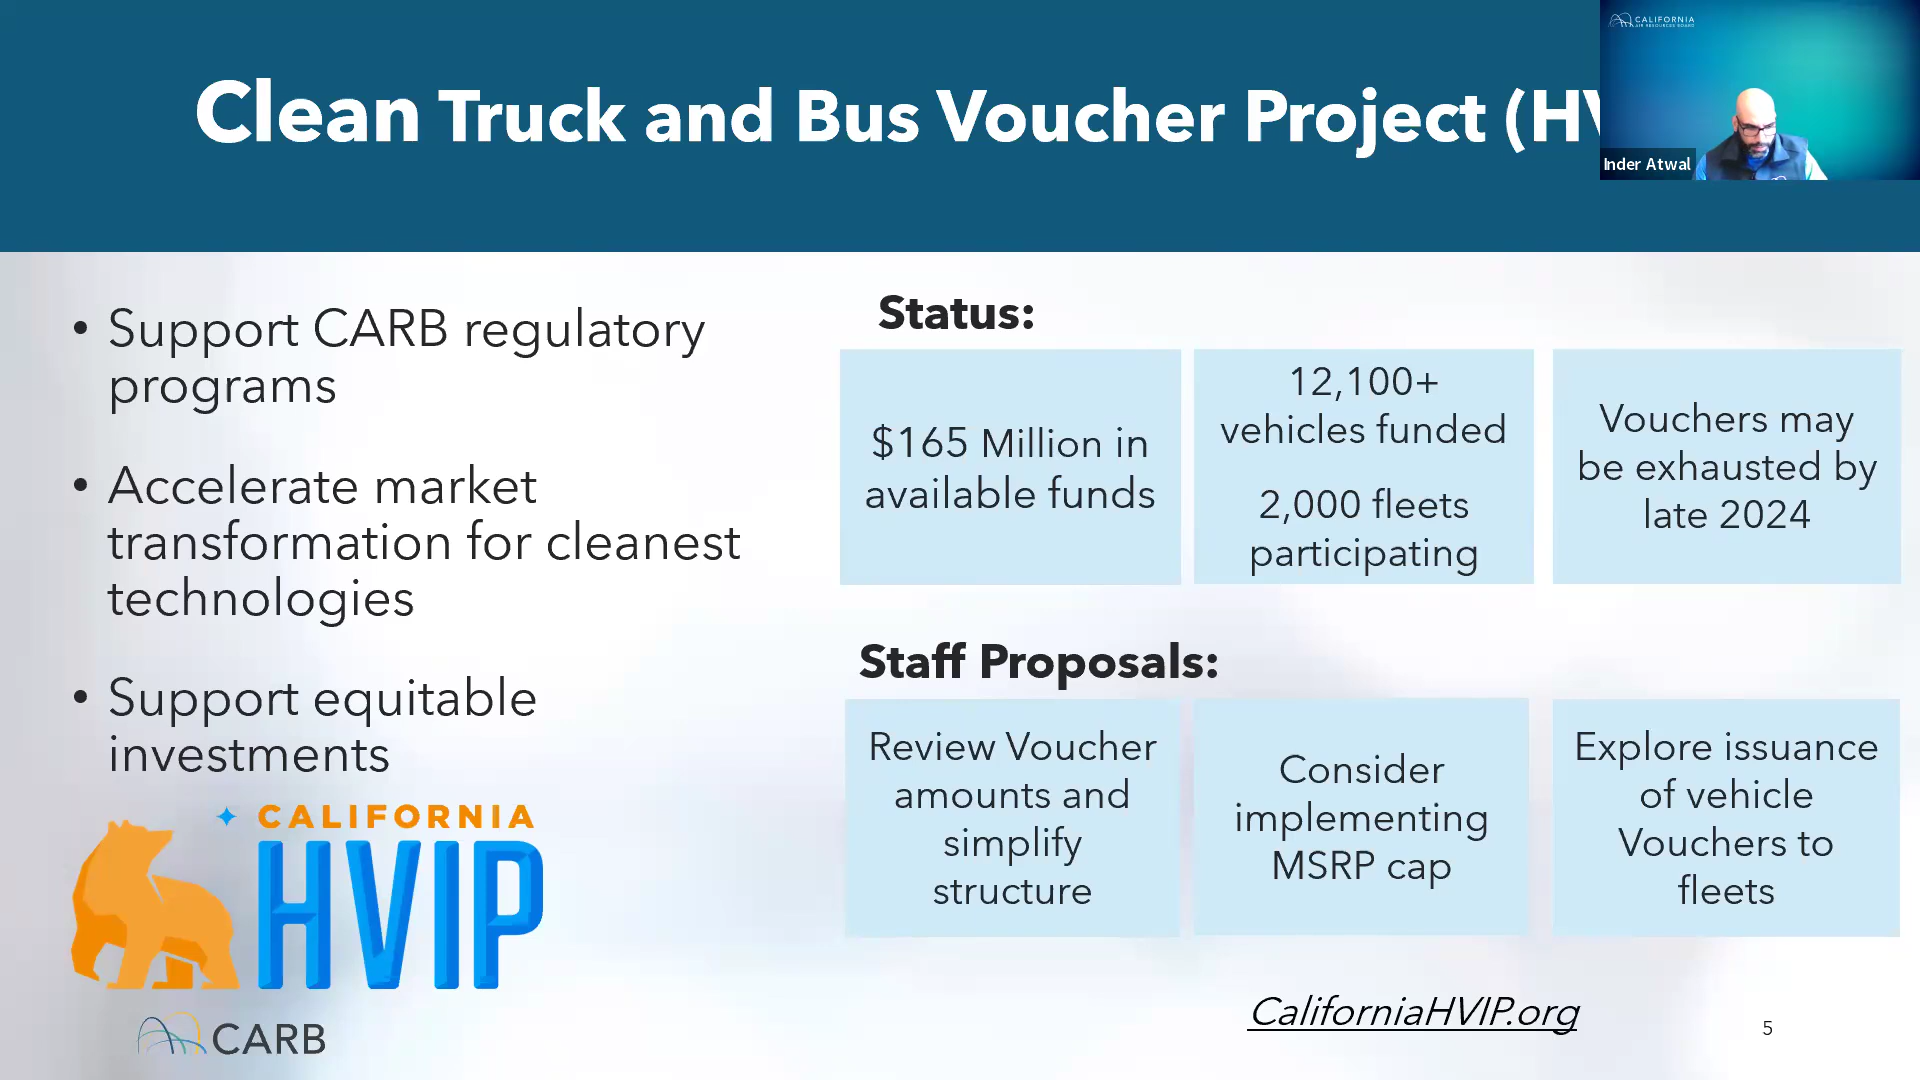 Clean Truck and Bus Voucher Project (HV
CALIFORNIA
AIR RESOURCES BOARD
Inder Atwal
• Support CARB regulatory
programs
• Accelerate market
transformation for cleanest
technologies
• Support equitable
investments
CALIFORNIA
HVIP
CARB
Status:
$165 Million in
available funds
12,100+
vehicles funded
2,000 fleets
participating
Vouchers may
be exhausted by
late 2024
Staff Proposals:
Review Voucher
amounts and
simplify
structure
Consider
implementing
MSRP cap
Explore issuance
of vehicle
Vouchers to
fleets
CaliforniaHVIP.org
5